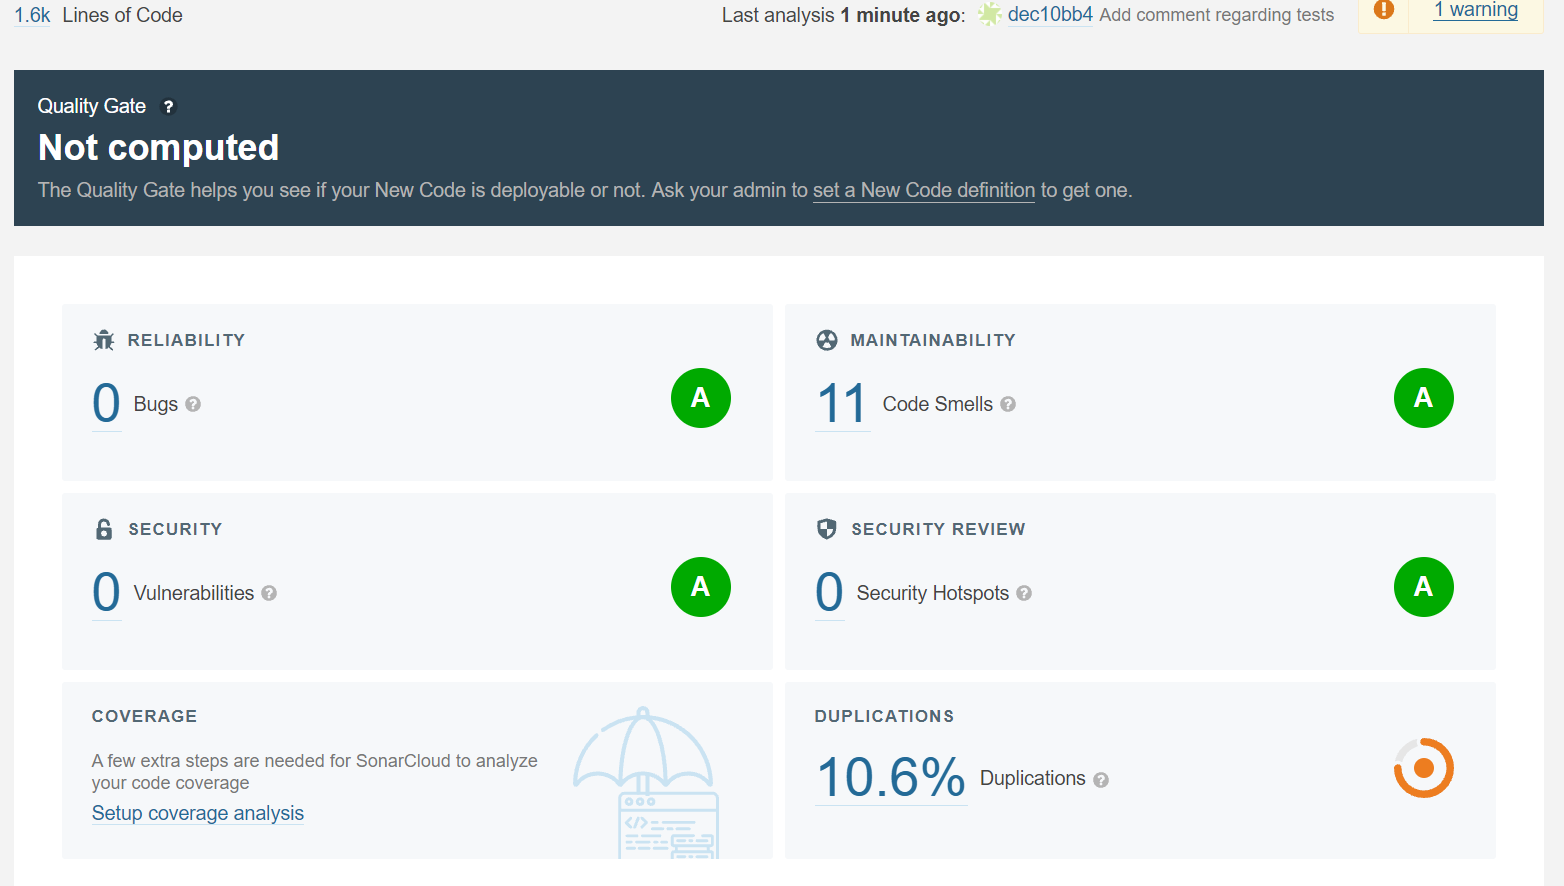 1.6k Lines of Code
Last analysis 1 minute ago: dec10bb4 Add comment regarding tests
1 warning
Quality Gate ?
Not computed
The Quality Gate helps you see if your New Code is deployable or not. Ask your admin to set a New Code definition to get one.
RELIABILITY
0 Bugs ?
A
MAINTAINABILITY
11 Code Smells ?
A
SECURITY
0 Vulnerabilities ?
A
SECURITY REVIEW
0 Security Hotspots ?
A
COVERAGE
A few extra steps are needed for SonarCloud to analyze
your code coverage
Setup coverage analysis
DUPLICATIONS
10.6% Duplications ?